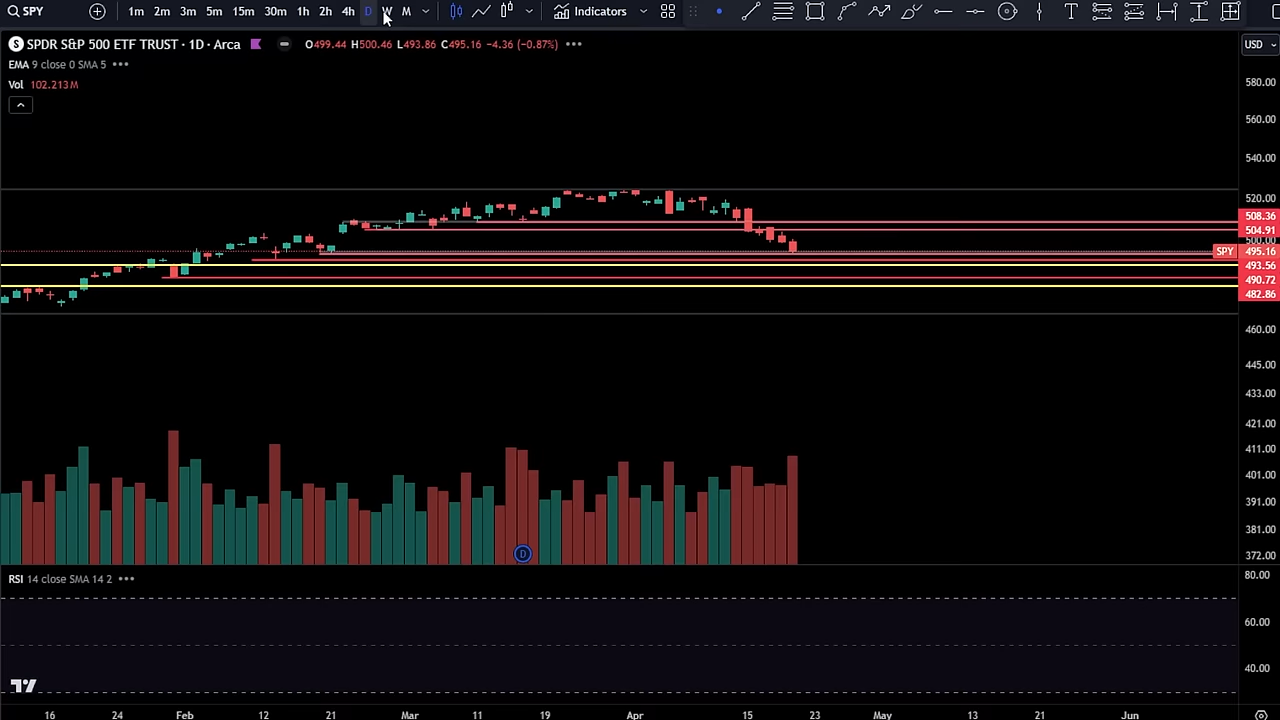 SPY 1m 2m 3m 5m 15m 30m 1h 2h 4h D W M Indicators
S SPDR S&P 500 ETF TRUST · 1D · Arca O499.44 H500.46 L493.86 C495.16 −4.36 (−0.87%) USD
EMA 9 close 0 SMA 5
Vol 102.213M
580.00
560.00
540.00
520.00
508.36
504.91
500.00
SPY 495.16
493.56
490.72
482.86
460.00
445.00
433.00
421.00
411.00
401.00
391.00
381.00
372.00
D
RSI 14 close SMA 14 2
80.00
60.00
40.00
16 24 Feb 12 21 Mar 11 19 Apr 15 23 May 13 21 Jun